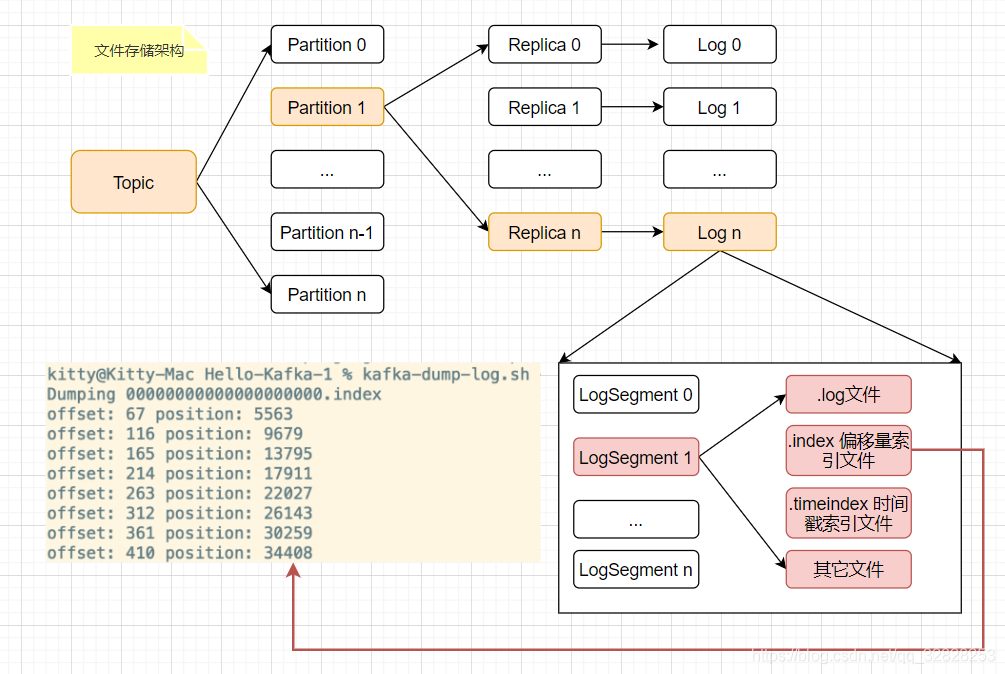 文件存储架构
Topic
Partition 0
Partition 1
...
Partition n-1
Partition n
Replica 0
Replica 1
...
Replica n
Log 0
Log 1
...
Log n
kitty@Kitty-Mac Hello-Kafka-1 % kafka-dump-log.sh
Dumping 00000000000000000000.index
offset: 67 position: 5563
offset: 116 position: 9679
offset: 165 position: 13795
offset: 214 position: 17911
offset: 263 position: 22027
offset: 312 position: 26143
offset: 361 position: 30259
offset: 410 position: 34408
LogSegment 0
LogSegment 1
...
LogSegment n
.log文件
.index 偏移量索
引文件
.timeindex 时间
戳索引文件
其它文件
https://blog.csdn.net/qq_32828253